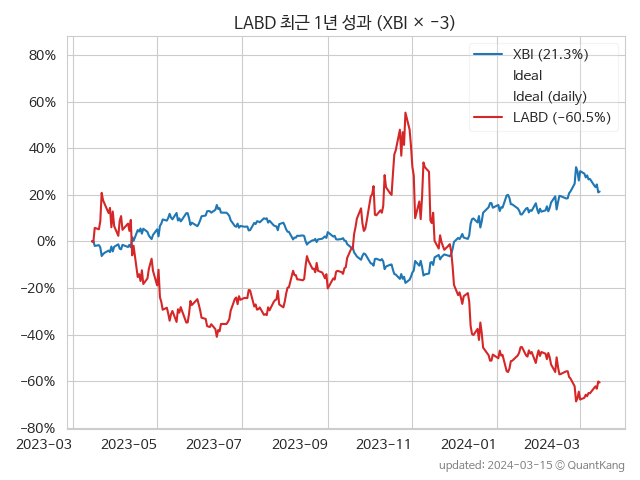 LABD 최근 1년 성과 (XBI × −3)
XBI (21.3%)
Ideal
Ideal (daily)
LABD (−60.5%)
80%
60%
40%
20%
0%
−20%
−40%
−60%
−80%
2023−03
2023−05
2023−07
2023−09
2023−11
2024−01
2024−03
updated: 2024−03−15 © QuantKang